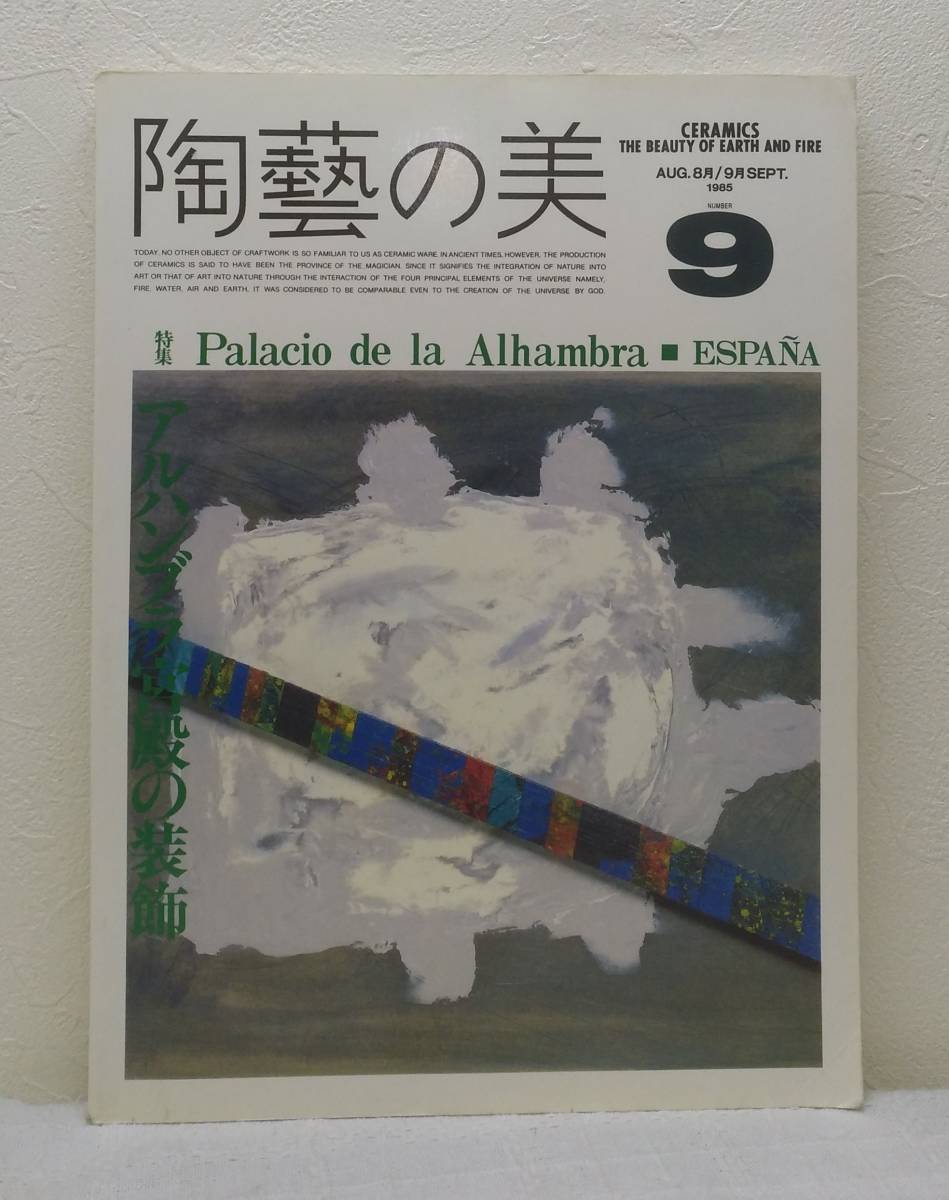 陶藝の美
CERAMICS
THE BEAUTY OF EARTH AND FIRE
AUG. 8月/9月 SEPT.
1985
NUMBER
9
TODAY, NO OTHER OBJECT OF CRAFTWORK IS SO FAMILIAR TO US AS CERAMIC WARE. IN ANCIENT TIMES, HOWEVER, THE PRODUCTION
OF CERAMICS IS SAID TO HAVE BEEN THE PROVINCE OF THE MAGICIAN. SINCE IT SIGNIFIES THE INTEGRATION OF NATURE INTO
ART OR THAT OF ART INTO NATURE THROUGH THE INTERACTION OF THE FOUR PRINCIPAL ELEMENTS OF THE UNIVERSE NAMELY,
FIRE, WATER, AIR AND EARTH, IT WAS CONSIDERED TO BE COMPARABLE EVEN TO THE CREATION OF THE UNIVERSE BY GOD.
特集
Palacio de la Alhambra ■ ESPAÑA
アルハンブラ宮殿の装飾